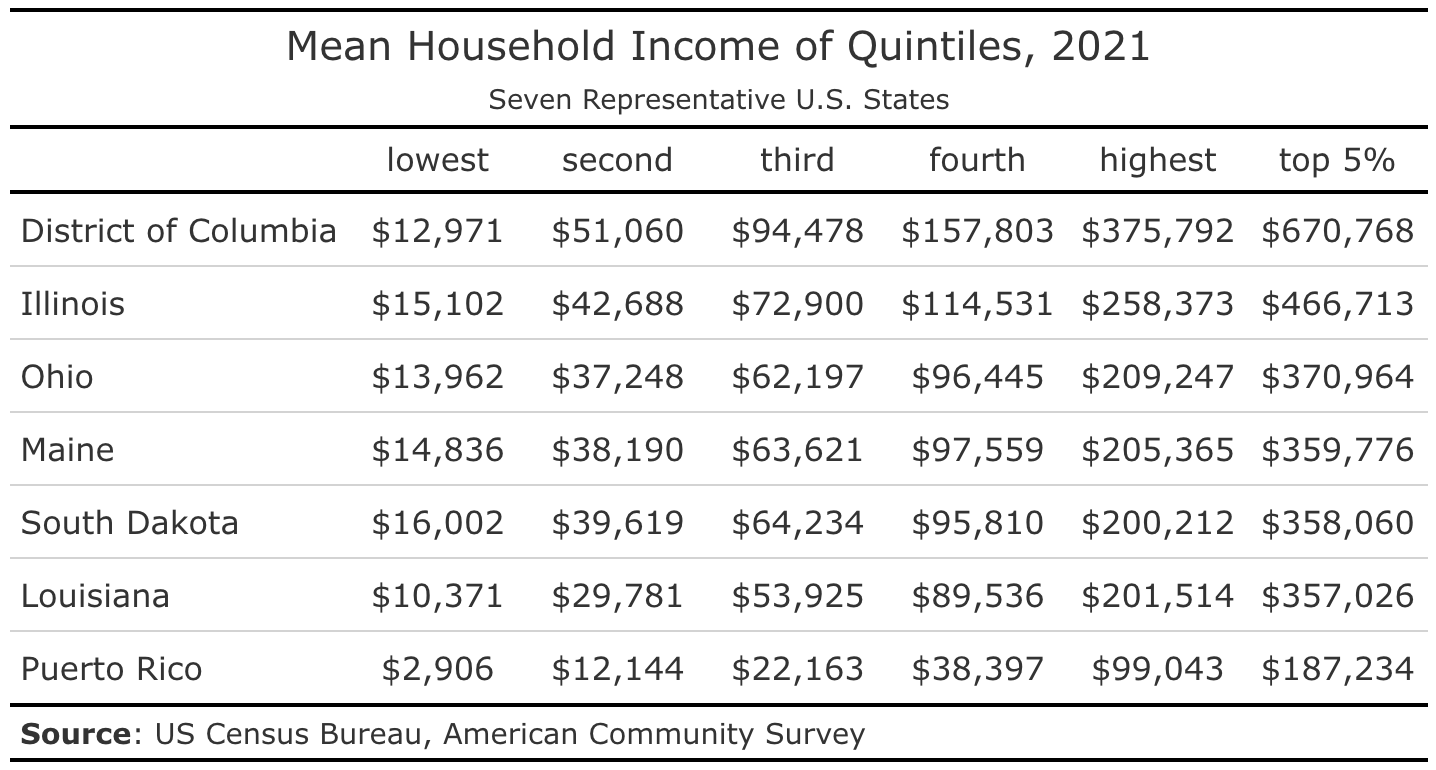 Mean Household Income of Quintiles, 2021
Seven Representative U.S. States
lowest second third fourth highest top 5%
District of Columbia $12,971 $51,060 $94,478 $157,803 $375,792 $670,768
Illinois $15,102 $42,688 $72,900 $114,531 $258,373 $466,713
Ohio $13,962 $37,248 $62,197 $96,445 $209,247 $370,964
Maine $14,836 $38,190 $63,621 $97,559 $205,365 $359,776
South Dakota $16,002 $39,619 $64,234 $95,810 $200,212 $358,060
Louisiana $10,371 $29,781 $53,925 $89,536 $201,514 $357,026
Puerto Rico $2,906 $12,144 $22,163 $38,397 $99,043 $187,234
Source: US Census Bureau, American Community Survey